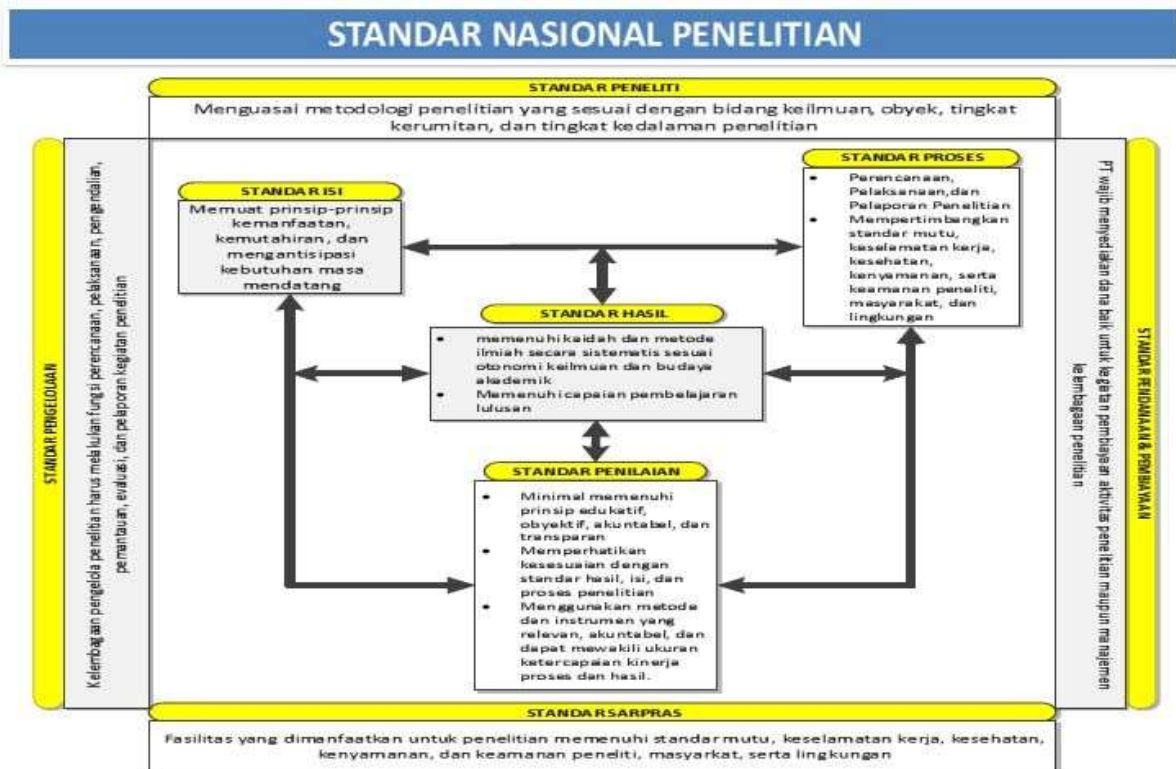 STANDAR NASIONAL PENELITIAN
STANDAR PENELITI
Menguasai metodologi penelitian yang sesuai dengan bidang keilmuan, obyek, tingkat
kerumitan, dan tingkat kedalaman penelitian
STANDAR PENGELOLAAN
Kelembagaan pengelola penelitian harus melakukan fungsi perencanaan, pelaksanaan, pengendalian,
pemantauan, evaluasi, dan pelaporan kegiatan penelitian
STANDAR ISI
Memuat prinsip-prinsip
kemanfaatan,
kemutahiran, dan
mengantisipasi
kebutuhan masa
mendatang
STANDAR PROSES
• Perencanaan,
Pelaksanaan,dan
Pelaporan Penelitian
• Mempertimbangkan
standar mutu,
keselamatan kerja,
kesehatan,
kenyamanan, serta
keamanan peneliti,
masyarakat, dan
lingkungan
STANDAR HASIL
• memenuhi kaidah dan metode
ilmiah secara sistematis sesuai
otonomi keilmuan dan budaya
akademik
• Memenuhi capaian pembelajaran
lulusan
STANDAR PENILAIAN
• Minimal memenuhi
prinsip edukatif,
obyektif, akuntabel, dan
transparan
• Memperhatikan
kesesuaian dengan
standar hasil, isi, dan
proses penelitian
• Menggunakan metode
dan instrumen yang
relevan, akuntabel, dan
dapat mewakili ukuran
ketercapaian kinerja
proses dan hasil.
PT wajib menyediakan dana baik untuk kegiatan pembiayaan aktivitas penelitian maupun manajemen
kelembagaan penelitian
STANDAR PENDANAAN & PEMBIAYAAN
STANDAR SARPRAS
Fasilitas yang dimanfaatkan untuk penelitian memenuhi standar mutu, keselamatan kerja, kesehatan,
kenyamanan, dan keamanan peneliti, masyarkat, serta lingkungan